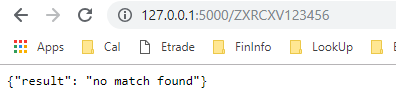 127.0.0.1:5000/ZXRCXV123456
Apps Cal Etrade FinInfo LookUp
{"result": "no match found"}